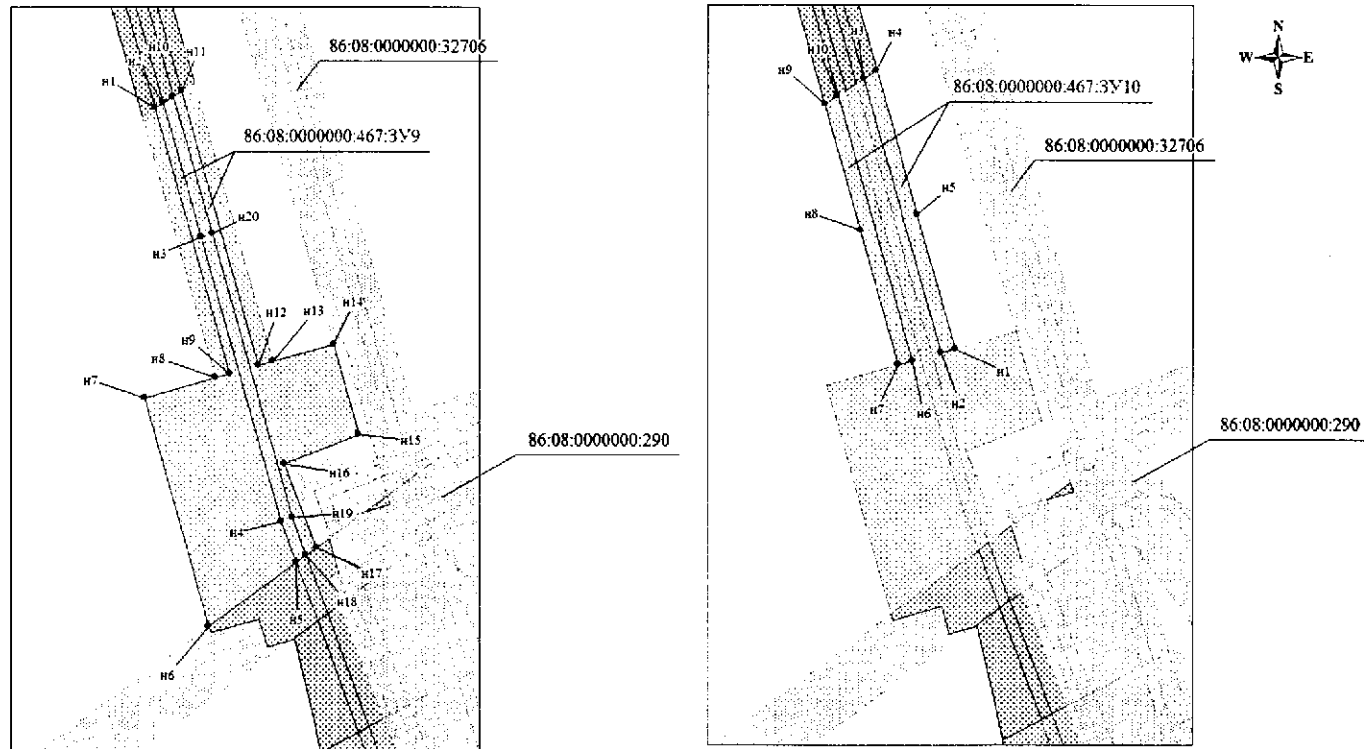 н10
н11
н1
86:08:0000000:32706
86:08:0000000:467:ЗУ9
н20
н3
н12
н13
н14
н9
н8
н7
н15
86:08:0000000:290
н16
н19
н4
н17
н18
н5
н6
н3
н4
н10
н9
86:08:0000000:467:ЗУ10
86:08:0000000:32706
н5
н8
н1
н2
н7
н6
86:08:0000000:290
N
W E
S